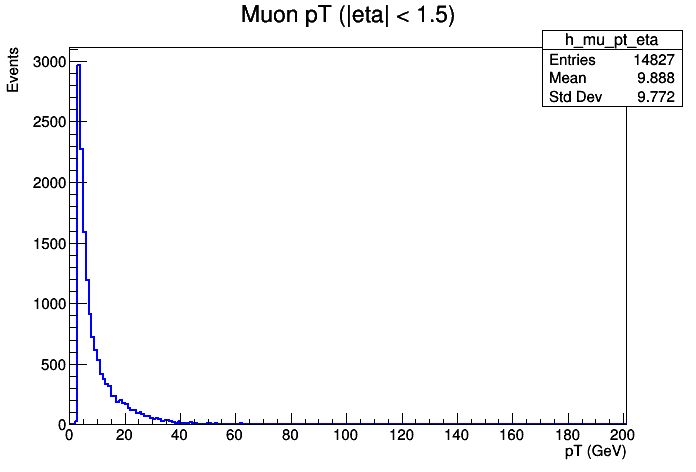 Muon pT (|eta| < 1.5)
h_mu_pt_eta
Entries 14827
Mean 9.888
Std Dev 9.772
Events
3000
2500
2000
1500
1000
500
0
0 20 40 60 80 100 120 140 160 180 200
pT (GeV)